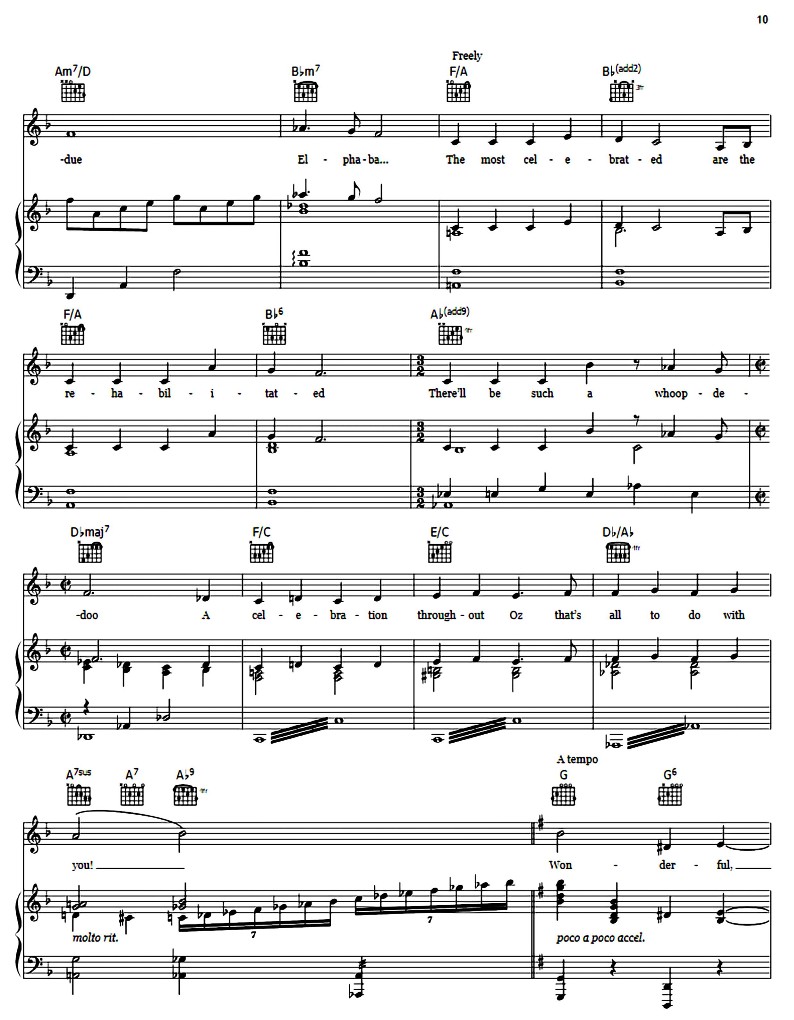 10
Freely
Am7/D B♭m7 F/A B♭(add2)
-due El - pha - ba... The most cel - e - brat - ed are the
F/A B♭6 A♭(add9)
re - ha - bil - i - tat - ed There'll be such a whoop - de -
D♭maj7 F/C E/C D♭/A♭
-doo A cel - e - bra - tion through - out Oz that's all to do with
A tempo
A7sus A7 A♭9 G G6
you! Won - der - ful,
molto rit. poco a poco accel.
7 7